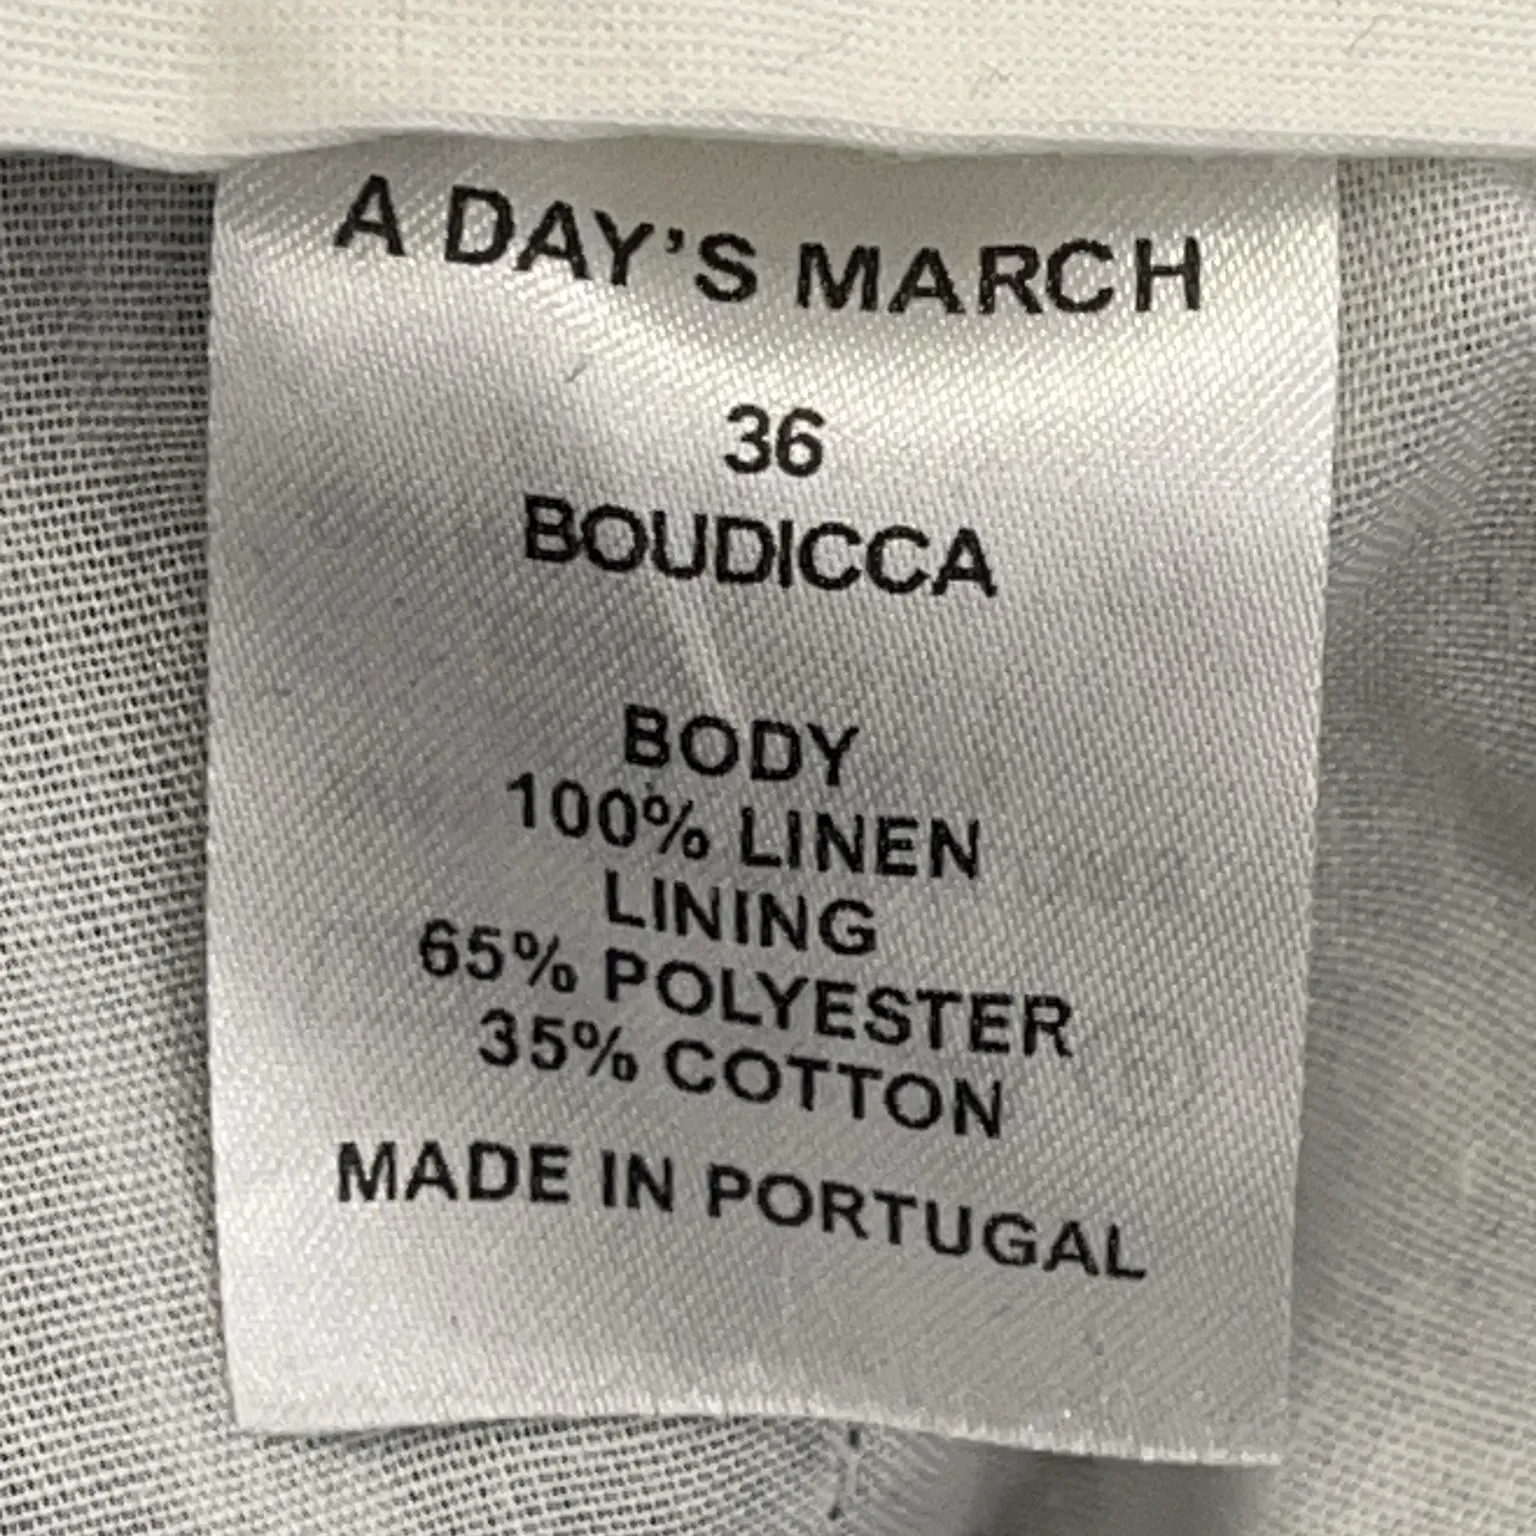 A DAY'S MARCH
36
BOUDICCA
BODY
100% LINEN
LINING
65% POLYESTER
35% COTTON
MADE IN PORTUGAL